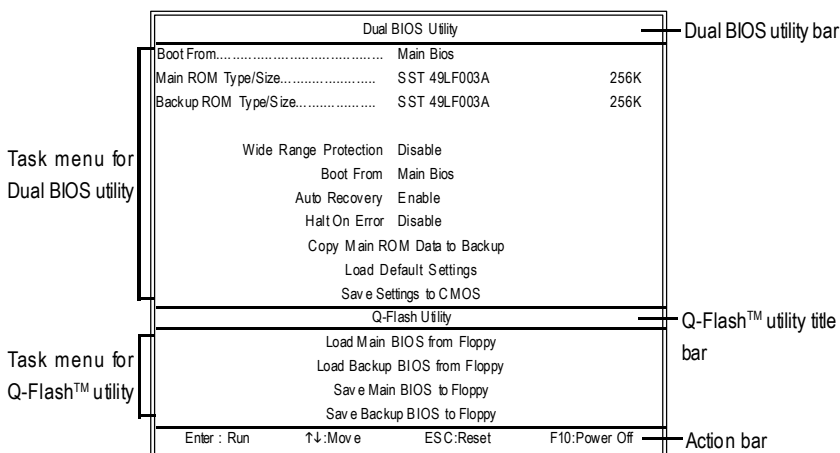 Dual BIOS Utility
Dual BIOS utility bar
Boot From...................................... Main Bios
Main ROM Type/Size...................... SST 49LF003A 256K
Backup ROM Type/Size.................. SST 49LF003A 256K
Task menu for
Dual BIOS utility
Wide Range Protection Disable
Boot From Main Bios
Auto Recovery Enable
Halt On Error Disable
Copy Main ROM Data to Backup
Load Default Settings
Save Settings to CMOS
Q-Flash Utility
Q-Flash™ utility title
bar
Task menu for
Q-Flash™ utility
Load Main BIOS from Floppy
Load Backup BIOS from Floppy
Save Main BIOS to Floppy
Save Backup BIOS to Floppy
Enter : Run ↑↓:Move ESC:Reset F10:Power Off
Action bar